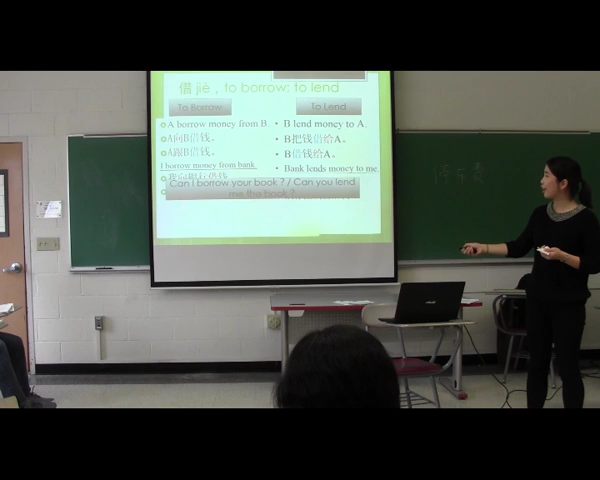 借 jiè , to borrow; to lend
To Borrow
To Lend
A borrow money from B.
A向B借钱。
A跟B借钱。
I borrow money from bank.
• B lend money to A.
• B把钱借给A。
• B借钱给A。
• Bank lends money to me.
Can I borrow your book ? / Can you lend
me this book ?